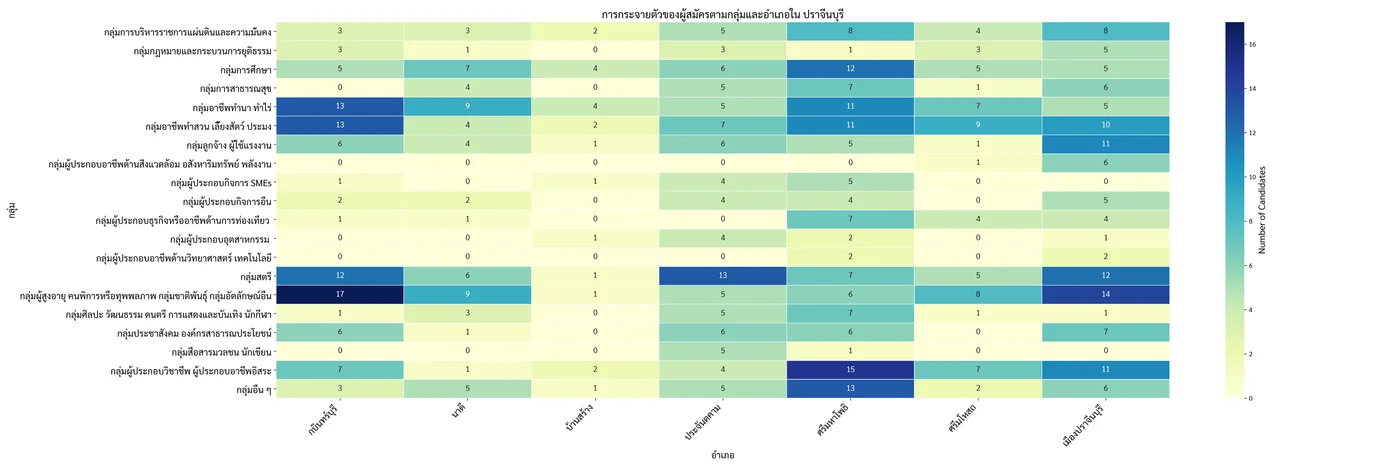 การกระจายตัวของผู้สมัครตามกลุ่มและอำเภอใน ปราจีนบุรี
กลุ่มการบริหารราชการแผ่นดินและความมั่นคง 3 3 2 5 8 4 8
กลุ่มกฎหมายและกระบวนการยุติธรรม 3 1 0 3 1 3 5
กลุ่มการศึกษา 5 7 4 6 12 5 5
กลุ่มการสาธารณสุข 0 4 0 5 7 1 6
กลุ่มอาชีพทำนา ทำไร่ 13 9 4 5 11 7 5
กลุ่มอาชีพทำสวน เลี้ยงสัตว์ ประมง 13 4 2 7 11 9 10
กลุ่มลูกจ้าง ผู้ใช้แรงงาน 6 4 1 6 5 1 11
กลุ่มผู้ประกอบอาชีพด้านสิ่งแวดล้อม อสังหาริมทรัพย์ พลังงาน 0 0 0 0 0 1 6
กลุ่มผู้ประกอบกิจการ SMEs 1 0 1 4 5 0 0
กลุ่มผู้ประกอบกิจการอื่น 2 2 0 4 4 0 5
กลุ่มผู้ประกอบธุรกิจหรืออาชีพด้านการท่องเที่ยว 1 1 0 0 7 4 4
กลุ่มผู้ประกอบอุตสาหกรรม 0 0 1 4 2 0 1
กลุ่มผู้ประกอบอาชีพด้านวิทยาศาสตร์ เทคโนโลยี 0 0 0 0 2 0 2
กลุ่มสตรี 12 6 1 13 7 5 12
กลุ่มผู้สูงอายุ คนพิการหรือทุพพลภาพ กลุ่มชาติพันธุ์ กลุ่มอัตลักษณ์อื่น 17 9 1 5 6 8 14
กลุ่มศิลปะ วัฒนธรรม ดนตรี การแสดงและบันเทิง นักกีฬา 1 3 0 5 7 1 1
กลุ่มประชาสังคม องค์กรสาธารณประโยชน์ 6 1 0 6 6 0 7
กลุ่มสื่อสารมวลชน นักเขียน 0 0 0 5 1 0 0
กลุ่มผู้ประกอบวิชาชีพ ผู้ประกอบอาชีพอิสระ 7 1 2 4 15 7 11
กลุ่มอื่น ๆ 3 5 1 5 13 2 6
กลุ่ม
กบินทร์บุรี นาดี บ้านสร้าง ประจันตคาม ศรีมหาโพธิ ศรีมโหสถ เมืองปราจีนบุรี
อำเภอ
16
14
12
10
8
6
4
2
0
Number of Candidates